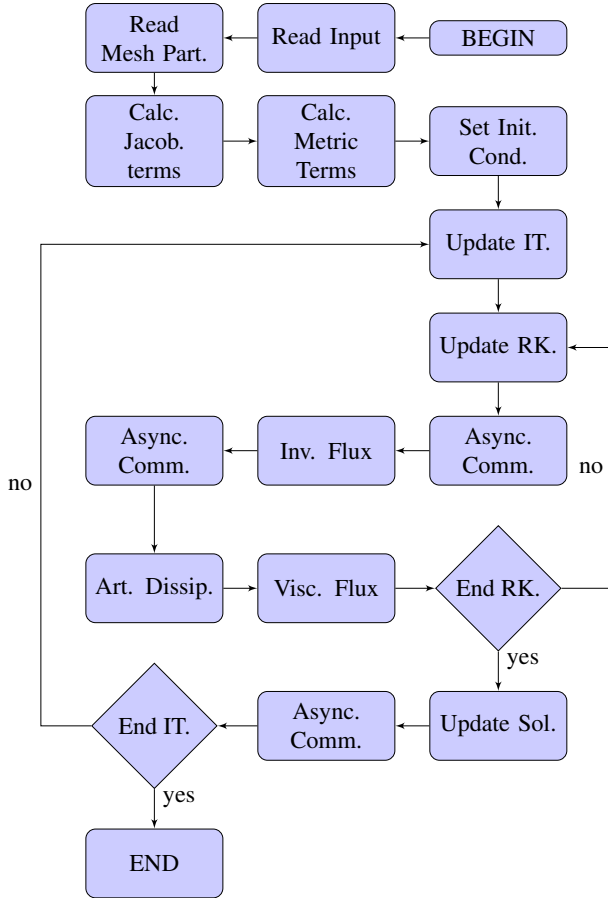 BEGIN
Read Input
Read
Mesh Part.
Calc.
Jacob.
terms
Calc.
Metric
Terms
Set Init.
Cond.
Update IT.
Update RK.
Async.
Comm.
Inv. Flux
Async.
Comm.
Art. Dissip.
Visc. Flux
End RK.
no
yes
Update Sol.
Async.
Comm.
End IT.
no
yes
END